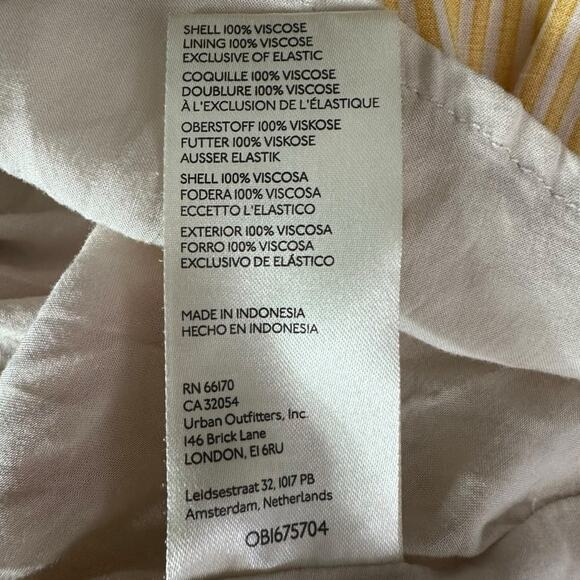 SHELL 100% VISCOSE
LINING 100% VISCOSE
EXCLUSIVE OF ELASTIC
COQUILLE 100% VISCOSE
DOUBLURE 100% VISCOSE
À L'EXCLUSION DE L'ÉLASTIQUE
OBERSTOFF 100% VISKOSE
FUTTER 100% VISKOSE
AUSSER ELASTIK
SHELL 100% VISCOSA
FODERA 100% VISCOSA
ECCETTO L'ELASTICO
EXTERIOR 100% VISCOSA
FORRO 100% VISCOSA
EXCLUSIVO DE ELÁSTICO
MADE IN INDONESIA
HECHO EN INDONESIA
RN 66170
CA 32054
Urban Outfitters, Inc.
146 Brick Lane
LONDON, E1 6RU
Leidsestraat 32, 1017 PB
Amsterdam, Netherlands
OB1675704